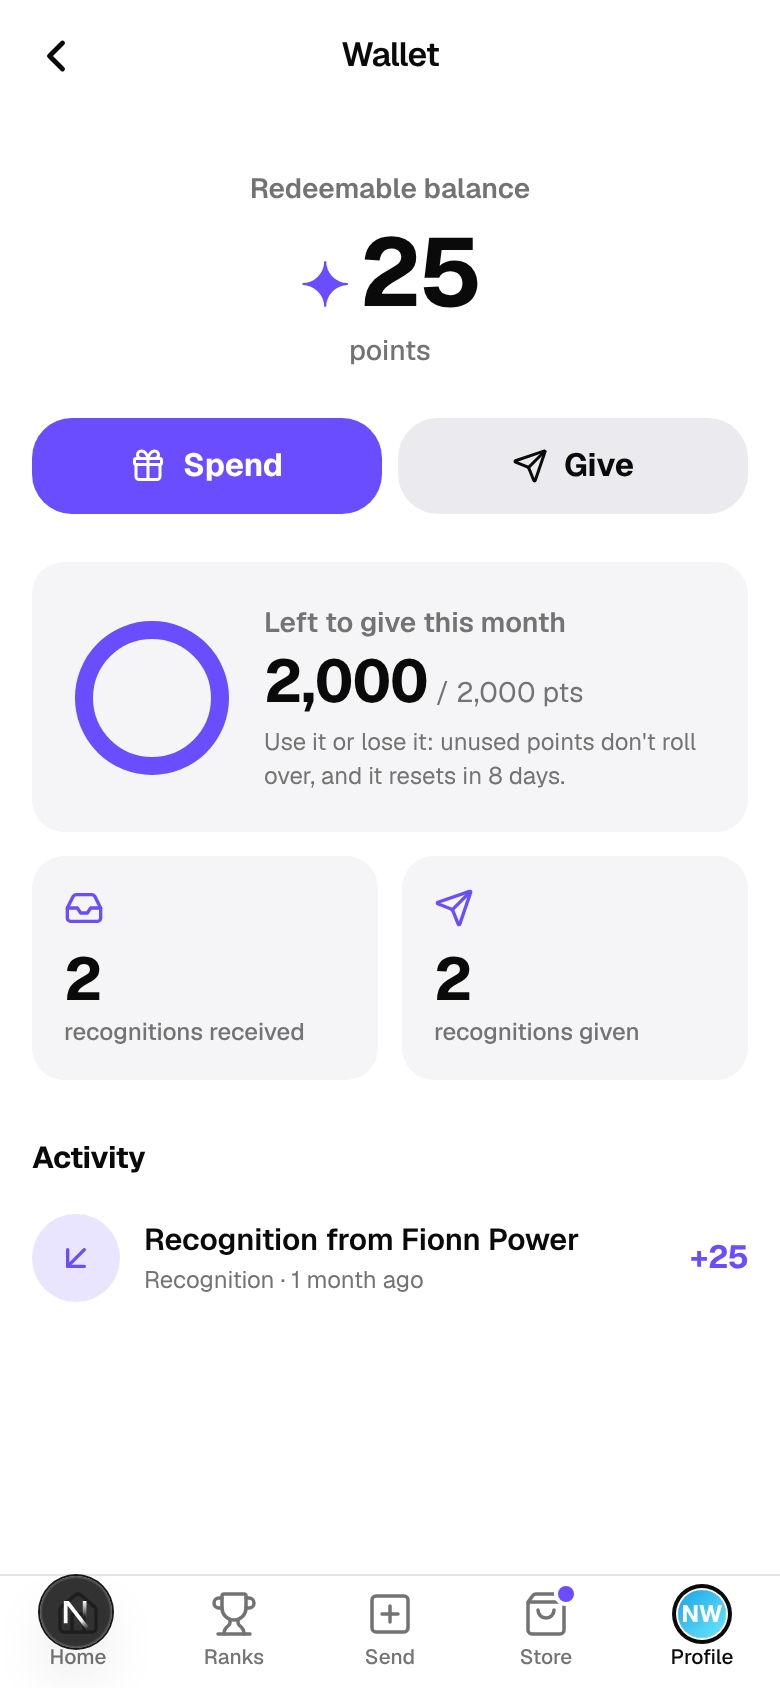 Wallet
Redeemable balance
25
points
Spend
Give
Left to give this month
2,000 / 2,000 pts
Use it or lose it: unused points don't roll
over, and it resets in 8 days.
2
recognitions received
2
recognitions given
Activity
Recognition from Fionn Power
Recognition · 1 month ago
+25
N
Home
Ranks
Send
Store
NW
Profile